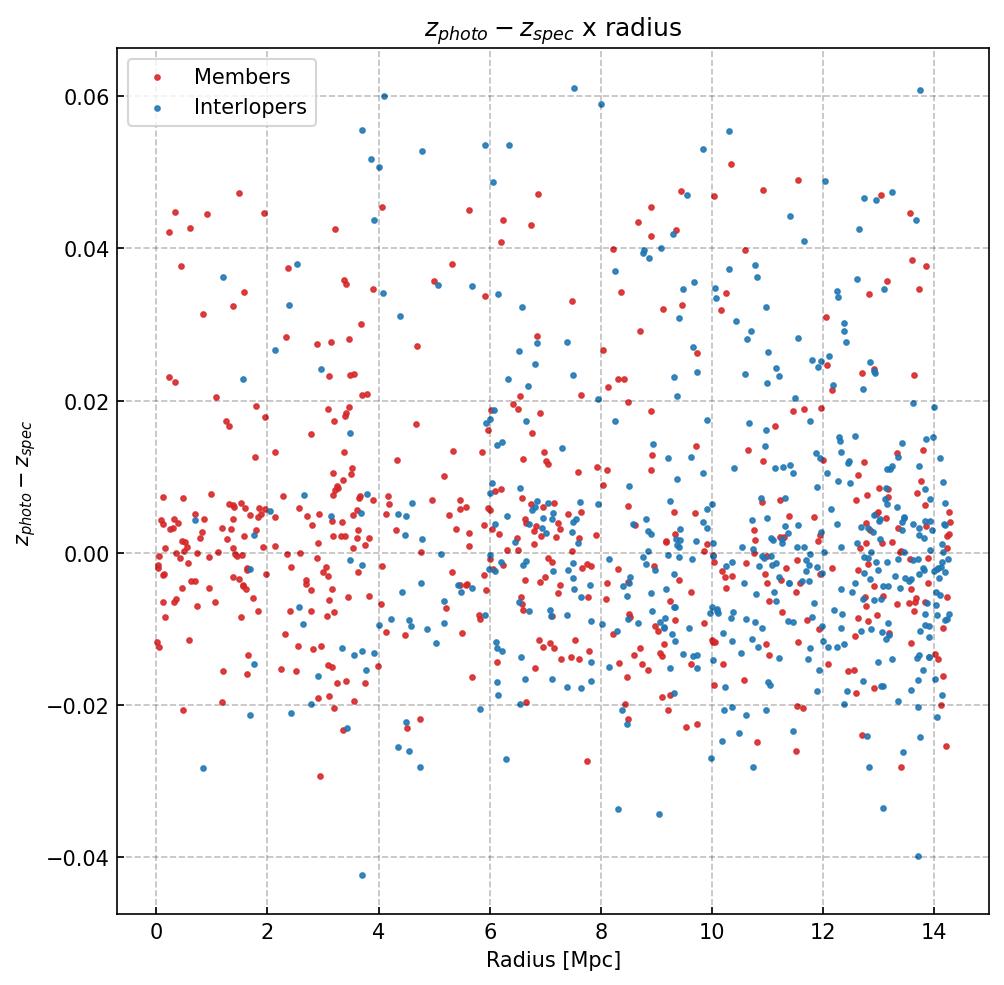 z_photo − z_spec x radius
Members
Interlopers
0.06
0.04
0.02
0.00
−0.02
−0.04
z_photo − z_spec
0 2 4 6 8 10 12 14
Radius [Mpc]